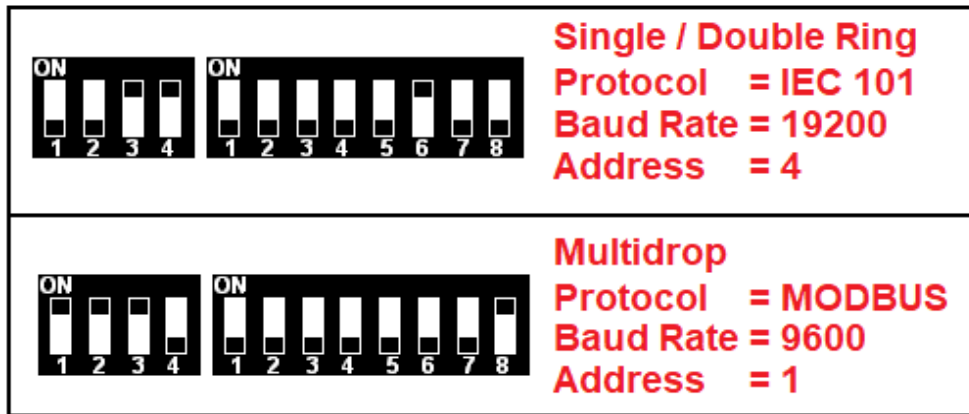 ON ON
1 2 3 4 1 2 3 4 5 6 7 8
Single / Double Ring
Protocol = IEC 101
Baud Rate = 19200
Address = 4
ON ON
1 2 3 4 1 2 3 4 5 6 7 8
Multidrop
Protocol = MODBUS
Baud Rate = 9600
Address = 1